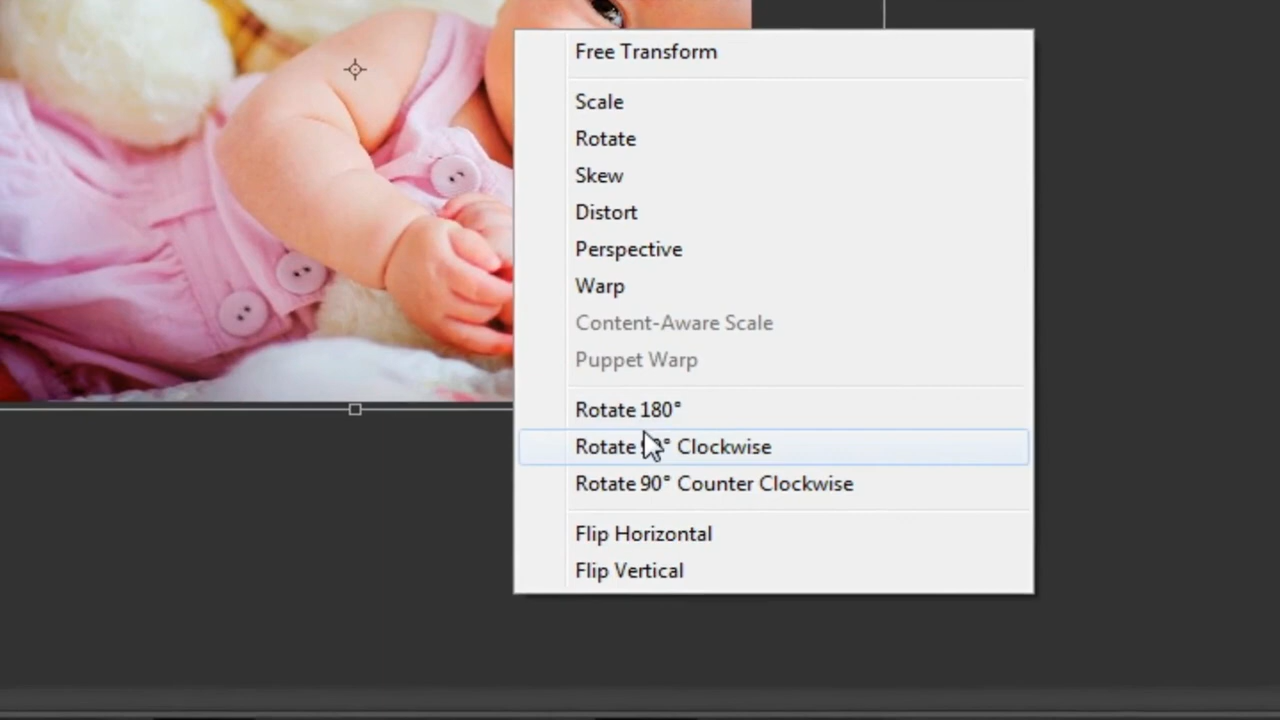 Free Transform
Scale
Rotate
Skew
Distort
Perspective
Warp
Content-Aware Scale
Puppet Warp
Rotate 180°
Rotate 90° Clockwise
Rotate 90° Counter Clockwise
Flip Horizontal
Flip Vertical